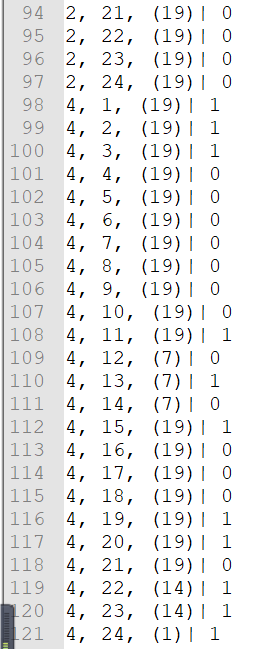 94 2, 21, (19)| 0
95 2, 22, (19)| 0
96 2, 23, (19)| 0
97 2, 24, (19)| 0
98 4, 1, (19)| 1
99 4, 2, (19)| 1
100 4, 3, (19)| 1
101 4, 4, (19)| 0
102 4, 5, (19)| 0
103 4, 6, (19)| 0
104 4, 7, (19)| 0
105 4, 8, (19)| 0
106 4, 9, (19)| 0
107 4, 10, (19)| 0
108 4, 11, (19)| 1
109 4, 12, (7)| 0
110 4, 13, (7)| 1
111 4, 14, (7)| 0
112 4, 15, (19)| 1
113 4, 16, (19)| 0
114 4, 17, (19)| 0
115 4, 18, (19)| 0
116 4, 19, (19)| 1
117 4, 20, (19)| 1
118 4, 21, (19)| 0
119 4, 22, (14)| 1
120 4, 23, (14)| 1
121 4, 24, (1)| 1